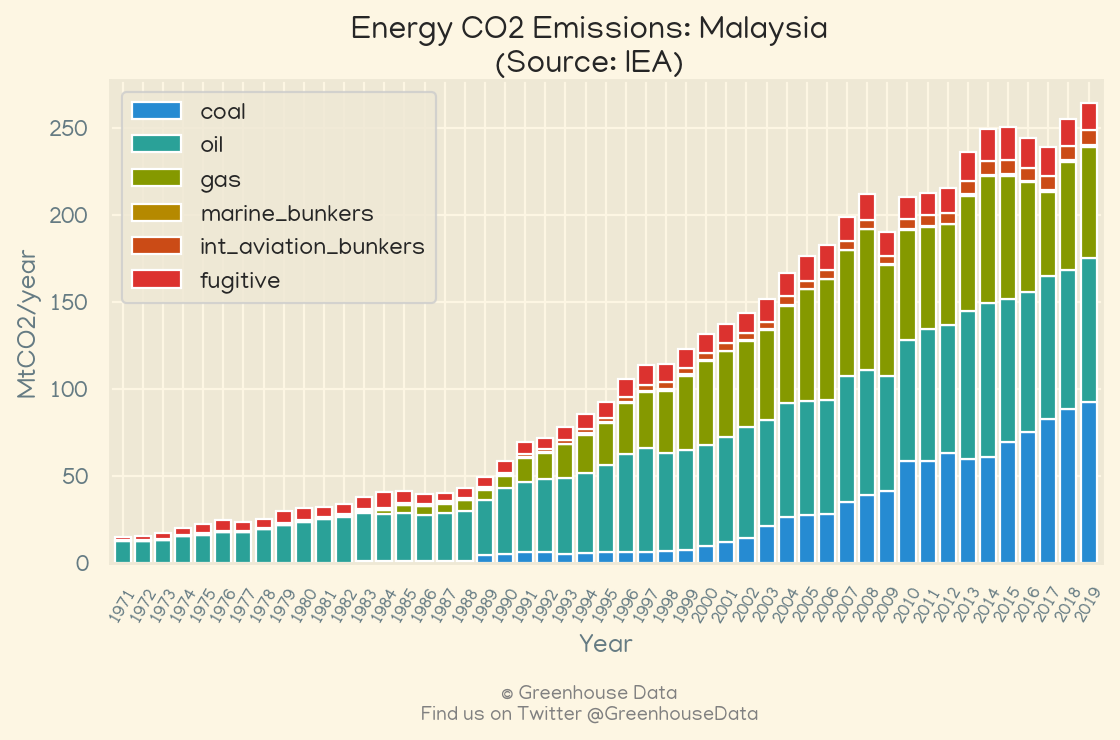 Energy CO2 Emissions: Malaysia
(Source: IEA)
coal
oil
gas
marine_bunkers
int_aviation_bunkers
fugitive
MtCO2/year
250
200
150
100
50
0
1971 1972 1973 1974 1975 1976 1977 1978 1979 1980 1981 1982 1983 1984 1985 1986 1987 1988 1989 1990 1991 1992 1993 1994 1995 1996 1997 1998 1999 2000 2001 2002 2003 2004 2005 2006 2007 2008 2009 2010 2011 2012 2013 2014 2015 2016 2017 2018 2019
Year
© Greenhouse Data
Find us on Twitter @GreenhouseData